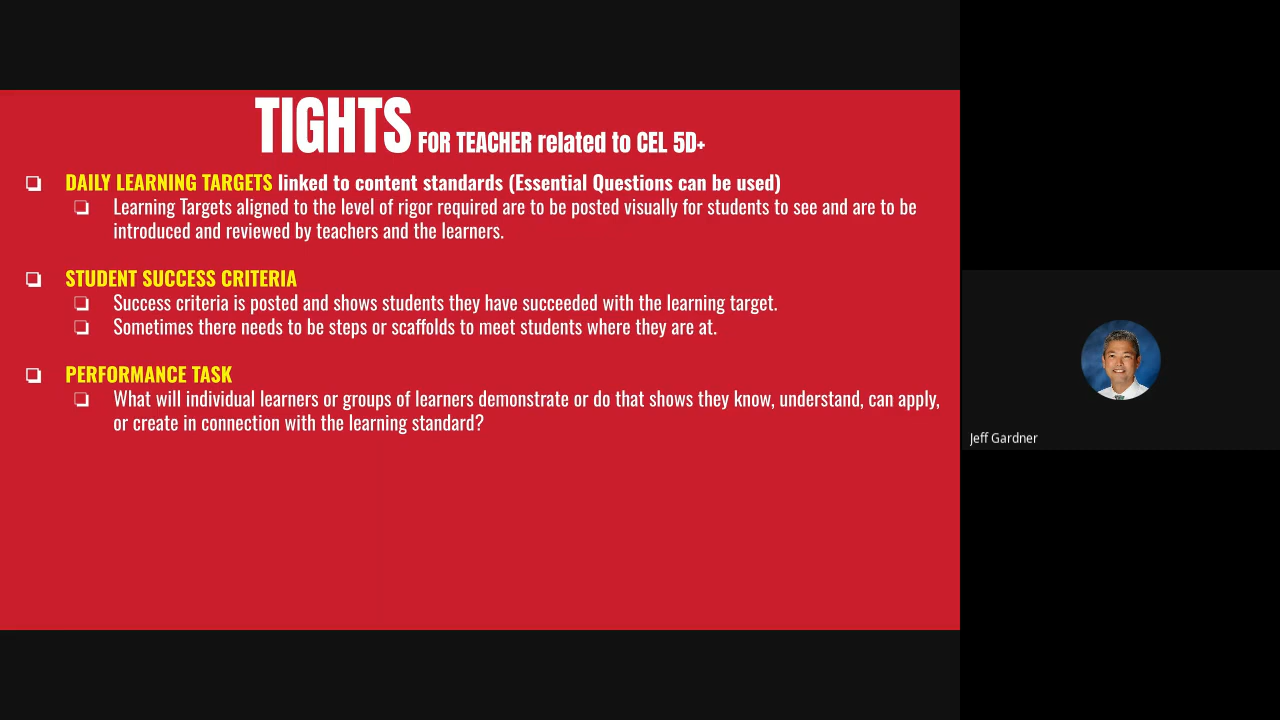 TIGHTS FOR TEACHER related to CEL 5D+
❏ DAILY LEARNING TARGETS linked to content standards (Essential Questions can be used)
❏ Learning Targets aligned to the level of rigor required are to be posted visually for students to see and are to be
introduced and reviewed by teachers and the learners.
❏ STUDENT SUCCESS CRITERIA
❏ Success criteria is posted and shows students they have succeeded with the learning target.
❏ Sometimes there needs to be steps or scaffolds to meet students where they are at.
❏ PERFORMANCE TASK
❏ What will individual learners or groups of learners demonstrate or do that shows they know, understand, can apply,
or create in connection with the learning standard?
Jeff Gardner